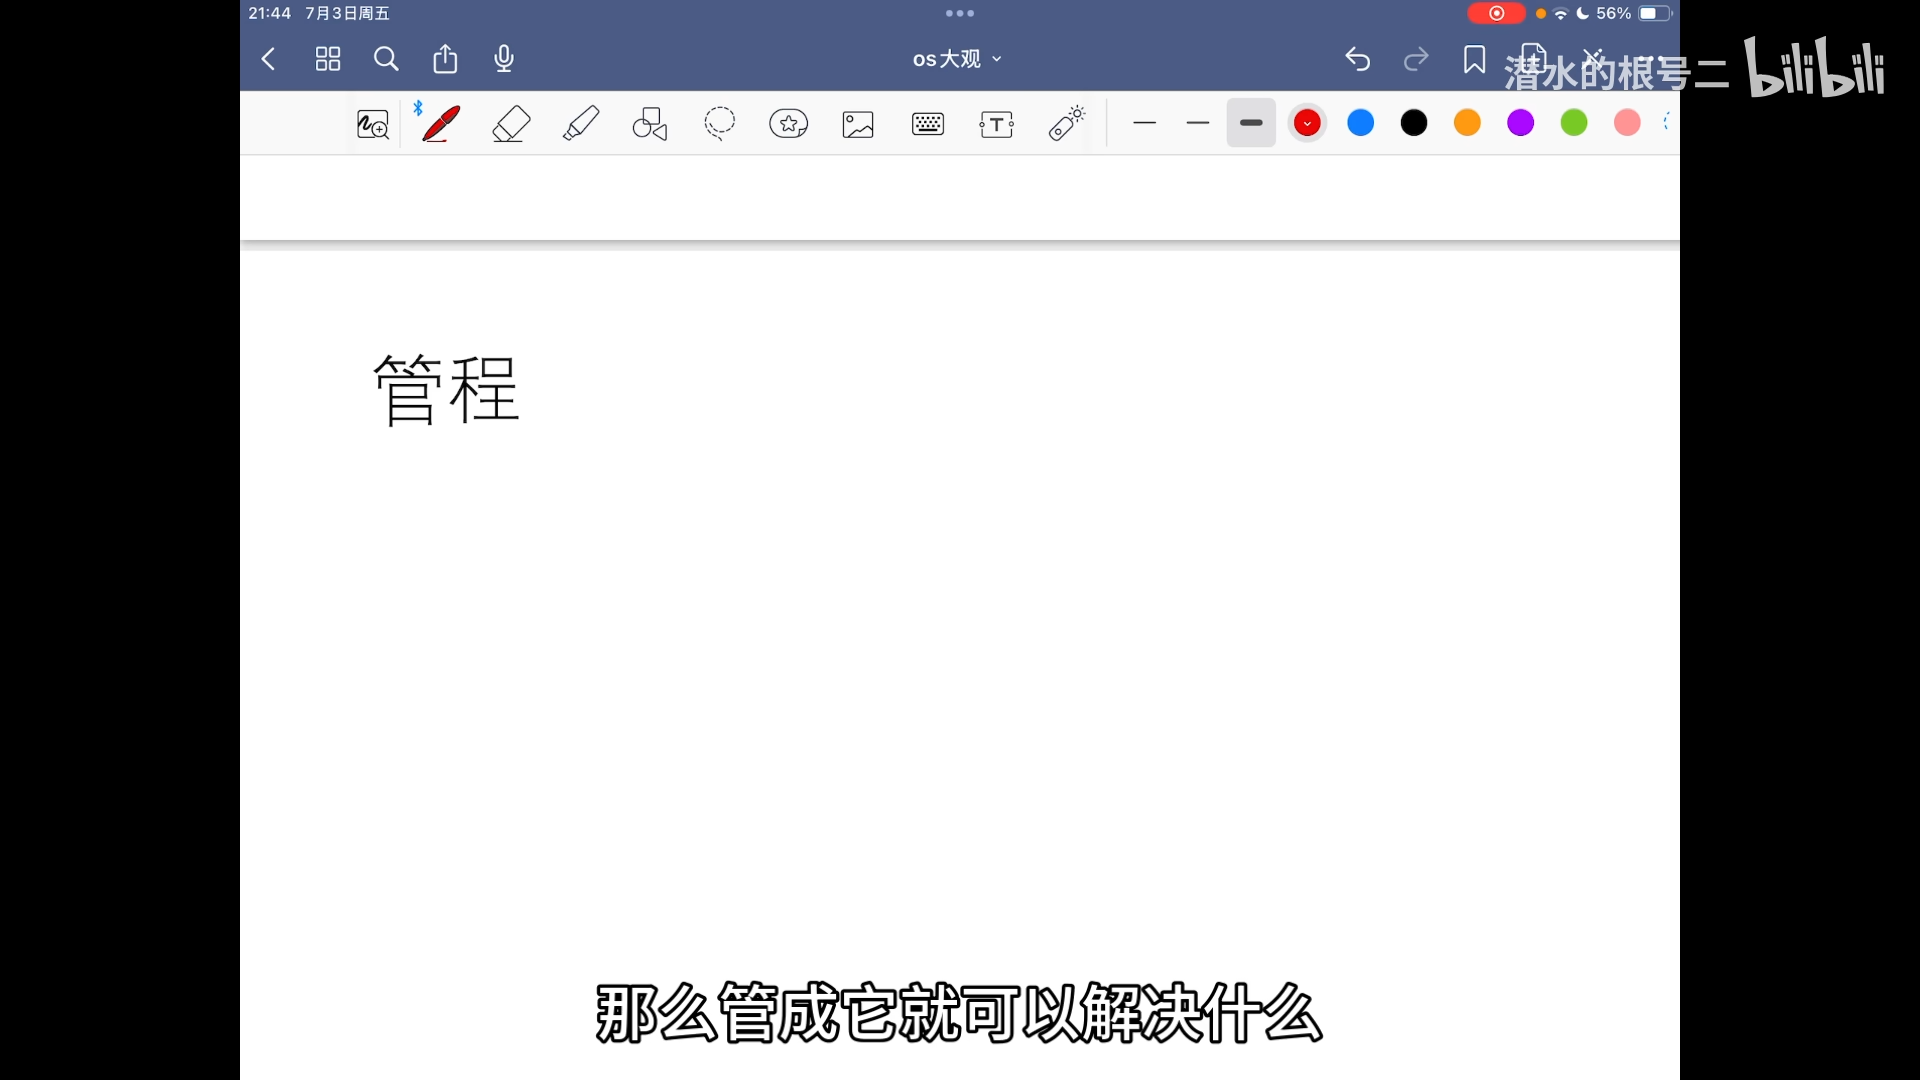 21:44 7月3日周五
56%
os大观
潜水的根号二 bilibili
T
管程
那么管成它就可以解决什么